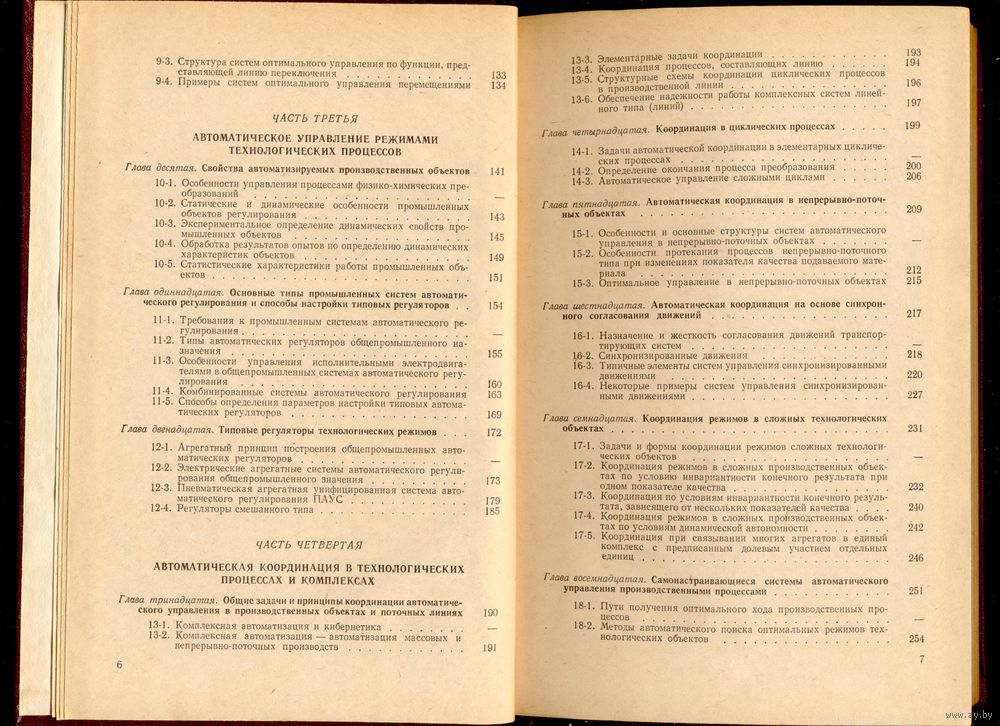 9-3. Структура систем оптимального управления по функции, пред-
ставляющей линию переключения . . . . . . . . . . . 133
9-4. Примеры систем оптимального управления перемещениями 134
ЧАСТЬ ТРЕТЬЯ
АВТОМАТИЧЕСКОЕ УПРАВЛЕНИЕ РЕЖИМАМИ
ТЕХНОЛОГИЧЕСКИХ ПРОЦЕССОВ
Глава десятая. Свойства автоматизируемых производственных объектов 141
10-1. Особенности управления процессами физико-химических пре-
образований . . . . . . . . . . . . . . . . —
10-2. Статические и динамические особенности промышленных
объектов регулирования . . . . . . . . . . . . 143
10-3. Экспериментальное определение динамических свойств про-
мышленных объектов . . . . . . . . . . . . . 145
10-4. Обработка результатов опытов по определению динамических
характеристик объектов . . . . . . . . . . . . 149
10-5. Статистические характеристики работы промышленных объ-
ектов . . . . . . . . . . . . . . . . . . 151
Глава одиннадцатая. Основные типы промышленных систем автомати-
ческого регулирования и способы настройки типовых регуляторов . . 154
11-1. Требования к промышленным системам автоматического ре-
гулирования . . . . . . . . . . . . . . . . —
11-2. Типы автоматических регуляторов общепромышленного на-
значения . . . . . . . . . . . . . . . . . 155
11-3. Особенности управления исполнительными электродвига-
телями в общепромышленных системах автоматического регу-
лирования . . . . . . . . . . . . . . . . . 160
11-4. Комбинированные системы автоматического регулирования 163
11-5. Способы определения параметров настройки типовых автома-
тических регуляторов . . . . . . . . . . . . . 169
Глава двенадцатая. Типовые регуляторы технологических режимов . . . 172
12-1. Агрегатный принцип построения общепромышленных авто-
матических регуляторов . . . . . . . . . . . . —
12-2. Электрические агрегатные системы автоматического регули-
рования общепромышленного значения . . . . . . . 173
12-3. Пневматическая агрегатная унифицированная система авто-
матического регулирования ПАУС . . . . . . . . . 179
12-4. Регуляторы смешанного типа . . . . . . . . . . . 185
ЧАСТЬ ЧЕТВЕРТАЯ
АВТОМАТИЧЕСКАЯ КООРДИНАЦИЯ В ТЕХНОЛОГИЧЕСКИХ
ПРОЦЕССАХ И КОМПЛЕКСАХ
Глава тринадцатая. Общие задачи и принципы координации автоматиче-
ского управления в производственных объектах и поточных линиях 190
13-1. Комплексная автоматизация и кибернетика . . . . . . . —
13-2. Комплексная автоматизация — автоматизация массовых и
непрерывно-поточных производств . . . . . . . . . 191
6
13-3. Элементарные задачи координации . . . . . . . . . 193
13-4. Координация процессов, составляющих линию . . . . . 194
13-5. Структурные схемы координации циклических процессов
в производственной линии . . . . . . . . . . . 196
13-6. Обеспечение надежности работы комплексных систем линей-
ного типа (линий) . . . . . . . . . . . . . . 197
Глава четырнадцатая. Координация в циклических процессах . . . . . 199
14-1. Задачи автоматической координации в элементарных цикличе-
ских процессах . . . . . . . . . . . . . . . —
14-2. Определение окончания процесса преобразования . . . . . 200
14-3. Автоматическое управление сложными циклами . . . . . 206
Глава пятнадцатая. Автоматическая координация в непрерывно-поточ-
ных объектах . . . . . . . . . . . . . . . . . 209
15-1. Особенности и основные структуры систем автоматического
управления в непрерывно-поточных объектах . . . . . . —
15-2. Особенности протекания процессов непрерывно-поточного
типа при изменениях показателя качества подаваемого мате-
риала . . . . . . . . . . . . . . . . . . 212
15-3. Оптимальное управление в непрерывно-поточных объектах 215
Глава шестнадцатая. Автоматическая координация на основе синхрон-
ного согласования движений . . . . . . . . . . . . 217
16-1. Назначение и жесткость согласования движений транспор-
тирующих систем . . . . . . . . . . . . . . —
16-2. Синхронизированные движения . . . . . . . . . . 218
16-3. Типичные элементы систем управления синхронизированными
движениями . . . . . . . . . . . . . . . . 220
16-4. Некоторые примеры систем управления синхронизирован-
ными движениями . . . . . . . . . . . . . . 227
Глава семнадцатая. Координация режимов в сложных технологических
объектах . . . . . . . . . . . . . . . . . . . 231
17-1. Задачи и формы координации режимов сложных технологи-
ческих объектов . . . . . . . . . . . . . . . —
17-2. Координация режимов в сложных производственных объек-
тах по условию инвариантности конечного результата при
одном показателе качества . . . . . . . . . . . 232
17-3. Координация по условиям инвариантности конечного резуль-
тата, зависящего от нескольких показателей качества . . . . 240
17-4. Координация режимов в сложных производственных объек-
тах по условиям динамической автономности . . . . . . 242
17-5. Координация при связывании многих агрегатов в единый
комплекс с предписанным долевым участием отдельных
единиц . . . . . . . . . . . . . . . . . . 246
Глава восемнадцатая. Самонастраивающиеся системы автоматического
управления производственными процессами . . . . . . . . . 251
18-1. Пути получения оптимального хода производственных про-
цессов . . . . . . . . . . . . . . . . . . —
18-2. Методы автоматического поиска оптимальных режимов тех-
нологических объектов . . . . . . . . . . . . 254
7
www.ay.by